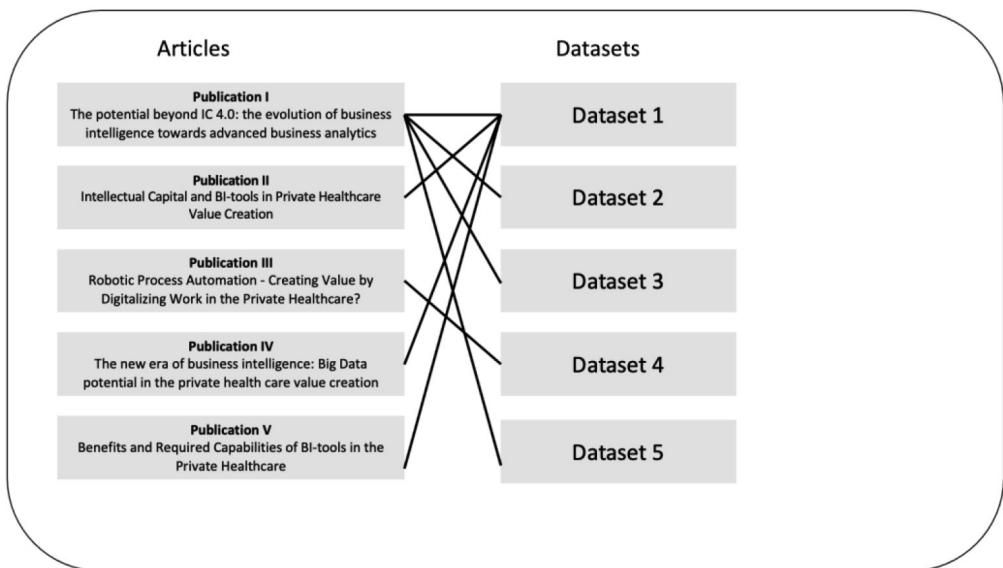 Articles
Datasets
Publication I
The potential beyond IC 4.0: the evolution of business
intelligence towards advanced business analytics
Dataset 1
Publication II
Intellectual Capital and BI-tools in Private Healthcare
Value Creation
Dataset 2
Publication III
Robotic Process Automation - Creating Value by
Digitalizing Work in the Private Healthcare?
Dataset 3
Publication IV
The new era of business intelligence: Big Data
potential in the private health care value creation
Dataset 4
Publication V
Benefits and Required Capabilities of BI-tools in the
Private Healthcare
Dataset 5